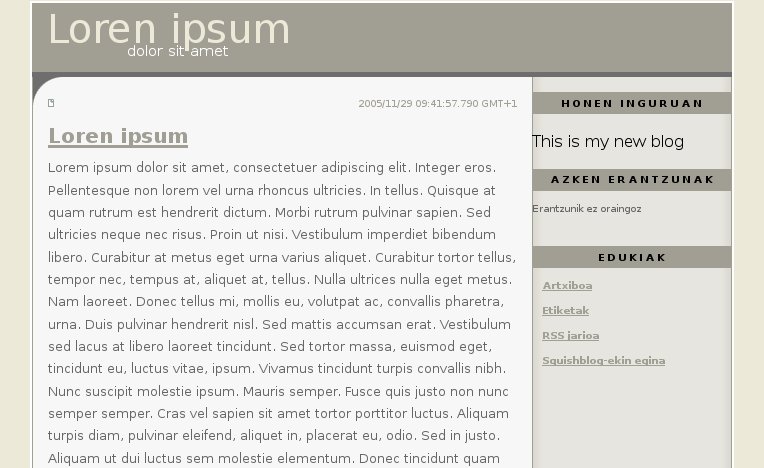 Loren ipsum
dolor sit amet
2005/11/29 09:41:57.790 GMT+1
Loren ipsum
Lorem ipsum dolor sit amet, consectetuer adipiscing elit. Integer eros.
Pellentesque non lorem vel urna rhoncus ultricies. In tellus. Quisque at
quam rutrum est hendrerit dictum. Morbi rutrum pulvinar sapien. Sed
ultricies neque nec risus. Proin ut nisi. Vestibulum imperdiet bibendum
libero. Curabitur at metus eget urna varius aliquet. Curabitur tortor tellus,
tempor nec, tempus at, aliquet at, tellus. Nulla ultrices nulla eget metus.
Nam laoreet. Donec tellus mi, mollis eu, volutpat ac, convallis pharetra,
urna. Duis pulvinar hendrerit nisl. Sed mattis accumsan erat. Vestibulum
sed lacus at libero laoreet tincidunt. Sed tortor massa, euismod eget,
tincidunt eu, luctus vitae, ipsum. Vivamus tincidunt turpis convallis nibh.
Nunc suscipit molestie ipsum. Mauris semper. Fusce quis justo non nunc
semper semper. Cras vel sapien sit amet tortor porttitor luctus. Aliquam
turpis diam, pulvinar eleifend, aliquet in, placerat eu, odio. Sed in justo.
Aliquam ut dui luctus sem molestie elementum. Donec tincidunt quam
HONEN INGURUAN
This is my new blog
AZKEN ERANTZUNAK
Erantzunik ez oraingoz
EDUKIAK
Artxiboa
Etiketak
RSS jarioa
Squishblog-ekin egina